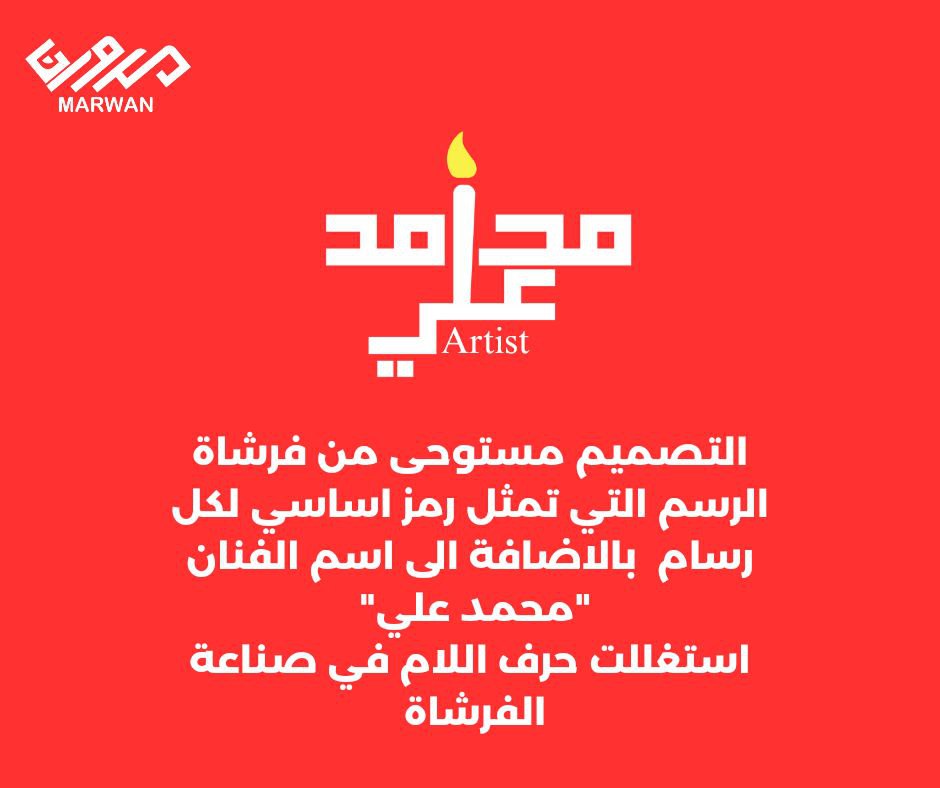 مروان
MARWAN
محمد
علي
Artist
التصميم مستوحى من فرشاة
الرسم التي تمثل رمز اساسي لكل
رسام بالاضافة الى اسم الفنان
"محمد علي"
استغللت حرف اللام في صناعة
الفرشاة